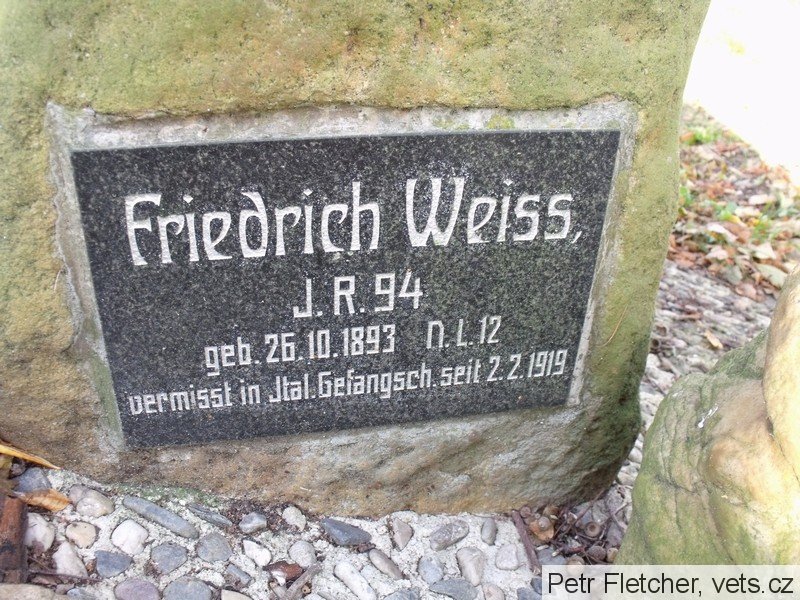 Friedrich Weiss,
J.R.94
geb.26.10.1893 N.L.12
vermisst in Jtal.Gefangsch.seit 2.2.1919
Petr Fletcher, vets.cz